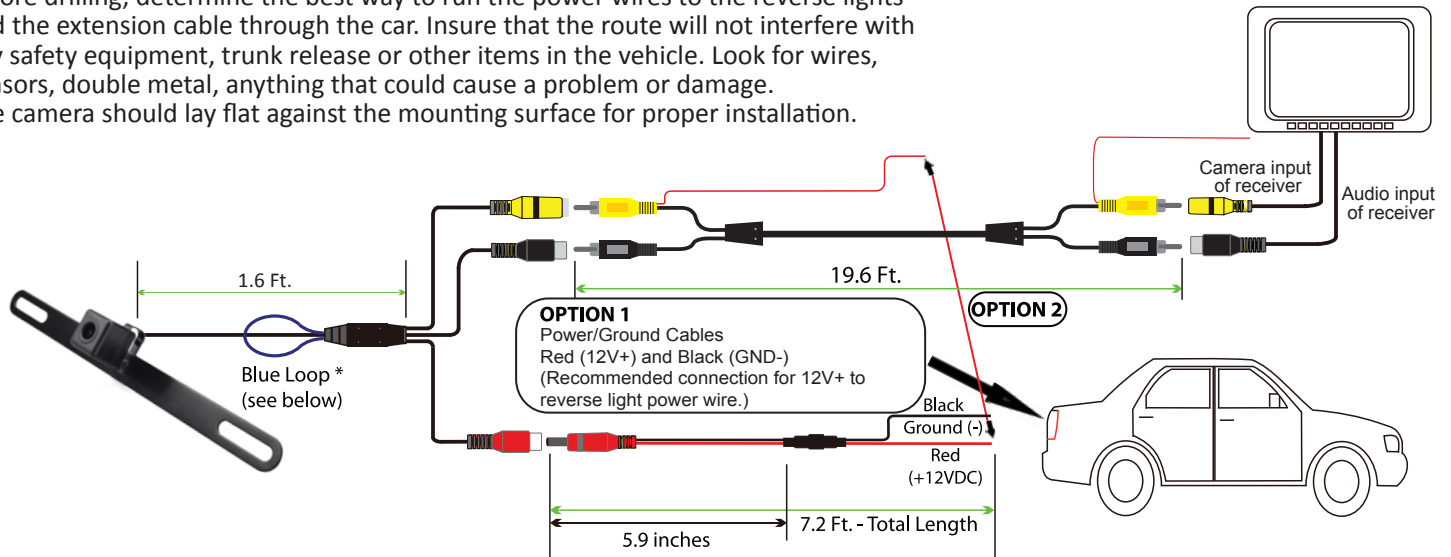 the extension cable through the car. Insure that the route will not interfere with
safety equipment, trunk release or other items in the vehicle. Look for wires,
double metal, anything that could cause a problem or damage.
camera should lay flat against the mounting surface for proper installation.
Camera input
of receiver
Audio input
of receiver
1.6 Ft.
19.6 Ft.
OPTION 2
OPTION 1
Power/Ground Cables
Red (12V+) and Black (GND-)
(Recommended connection for 12V+ to
reverse light power wire.)
Blue Loop *
(see below)
Black
Ground (-)
Red
(+12VDC)
7.2 Ft. - Total Length
5.9 inches